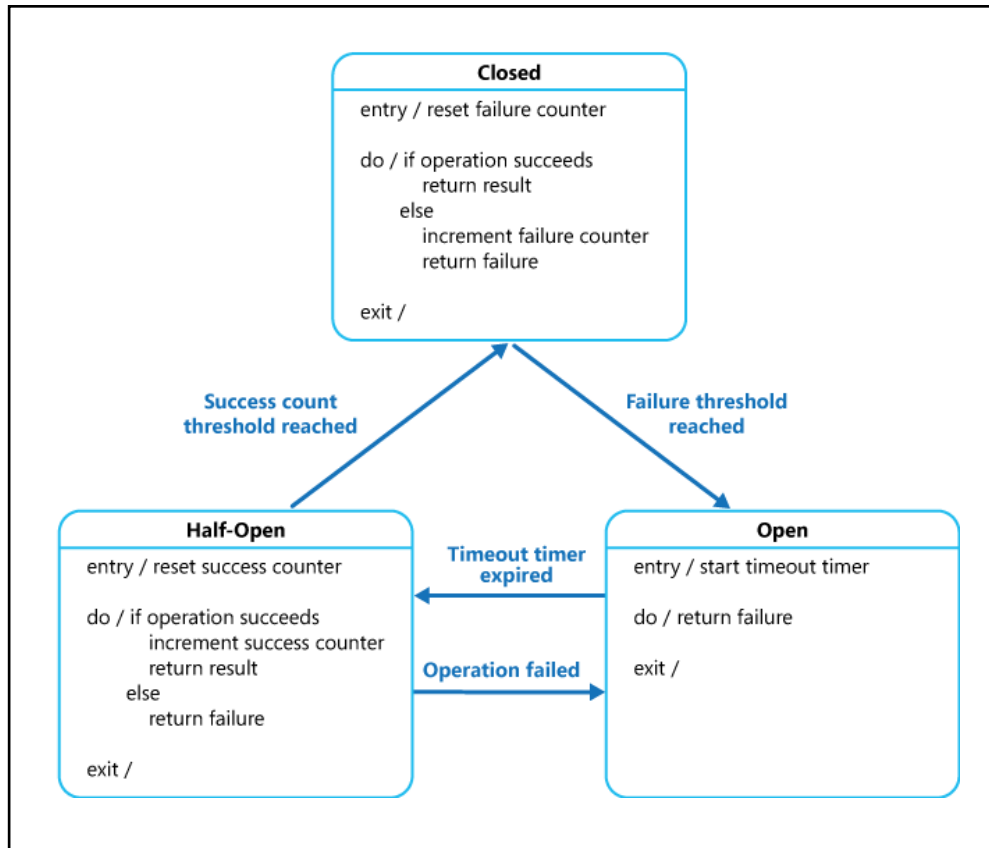 Closed
entry / reset failure counter
do / if operation succeeds
return result
else
increment failure counter
return failure
exit /
Success count
threshold reached
Failure threshold
reached
Half-Open
entry / reset success counter
do / if operation succeeds
increment success counter
return result
else
return failure
exit /
Timeout timer
expired
Operation failed
Open
entry / start timeout timer
do / return failure
exit /